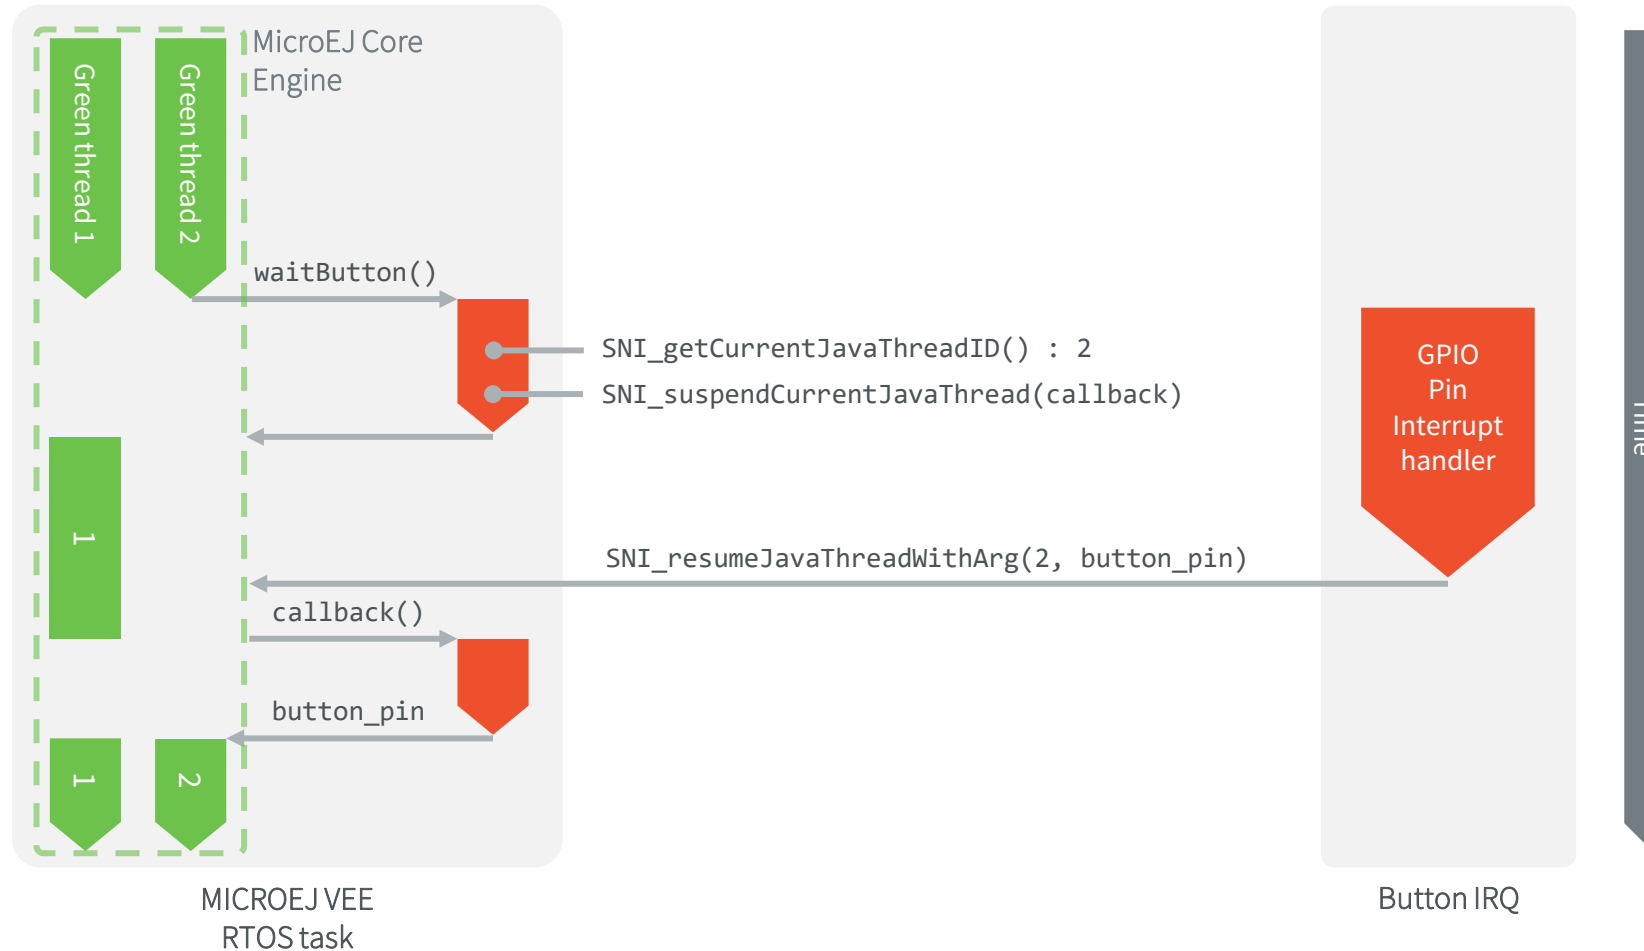 MicroEJ Core
Engine
Green thread 1
Green thread 2
waitButton()
SNI_getCurrentJavaThreadID() : 2
SNI_suspendCurrentJavaThread(callback)
GPIO
Pin
Interrupt
handler
1
SNI_resumeJavaThreadWithArg(2, button_pin)
callback()
button_pin
1
2
MICROEJ VEE
RTOS task
Button IRQ